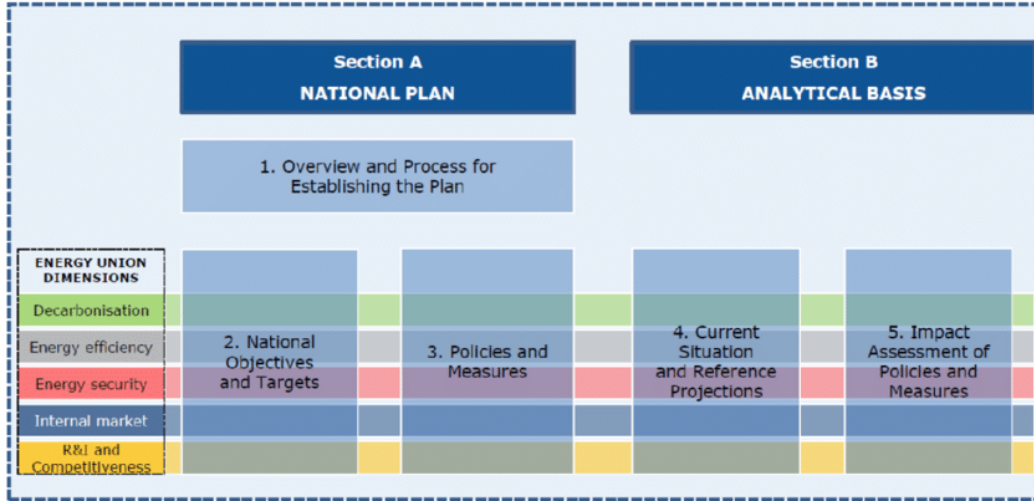 Section A
NATIONAL PLAN
Section B
ANALYTICAL BASIS
1. Overview and Process for
Establishing the Plan
ENERGY UNION
DIMENSIONS
Decarbonisation
Energy efficiency
Energy security
Internal market
R&I and
Competitiveness
2. National
Objectives
and Targets
3. Policies and
Measures
4. Current
Situation
and Reference
Projections
5. Impact
Assessment of
Policies and
Measures